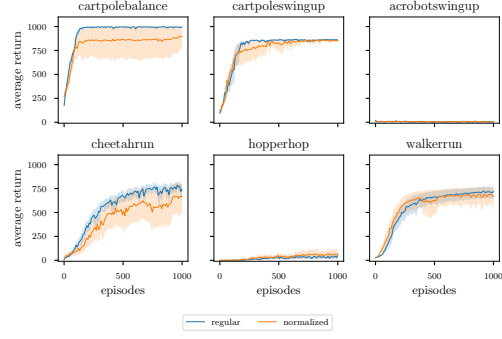 cartpolebalance cartpoleswingup acrobotswingup
average return
1000
750
500
250
0
cheetahrun hopperhop walkerrun
average return
1000
750
500
250
0
0 500 1000 0 500 1000 0 500 1000
episodes episodes episodes
regular normalized